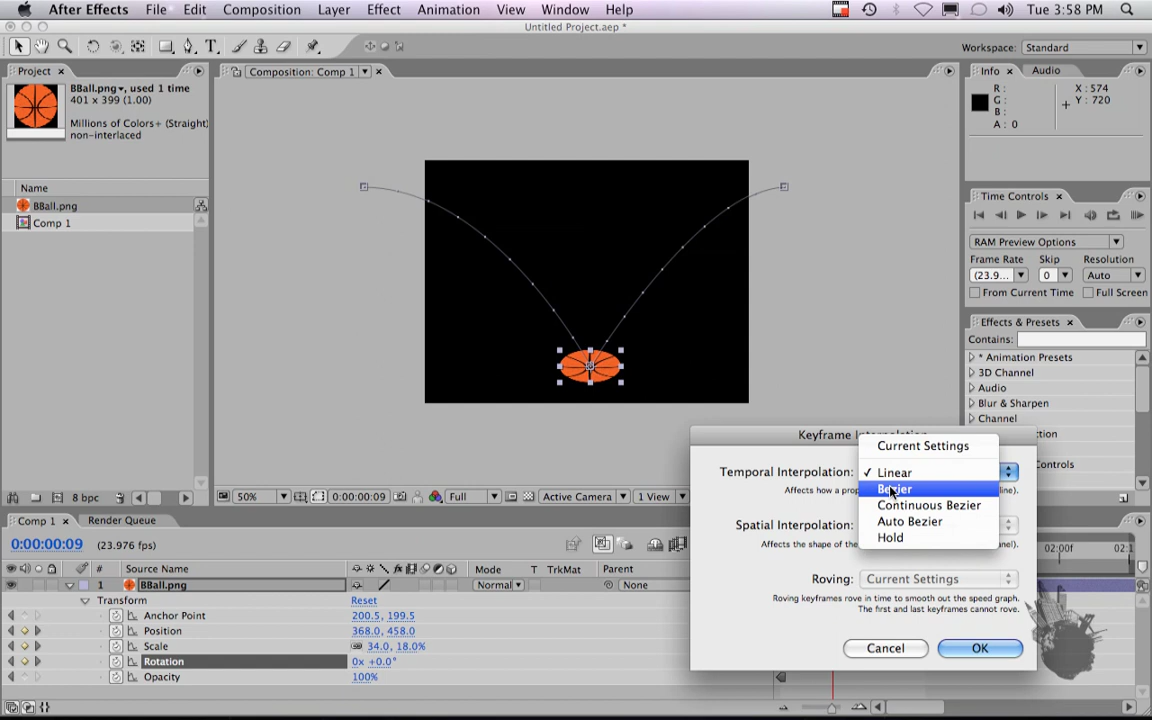 After Effects File Edit Composition Layer Effect Animation View Window Help Tue 3:58 PM
Untitled Project.aep *
T Workspace: Standard
Project Composition: Comp 1 Info Audio
BBall.png, used 1 time
401 x 399 (1.00)
Millions of Colors+ (Straight)
non-interlaced
R :
G :
B :
A : 0
X : 574
Y : 720
Name
BBall.png
Comp 1
Time Controls
RAM Preview Options
Frame Rate Skip Resolution
(23.9... 0 Auto
From Current Time Full Screen
Effects & Presets
Contains:
* Animation Presets
3D Channel
Audio
Blur & Sharpen
Channel
8 bpc 50% 0:00:00:09 Full Active Camera 1 View
Temporal Interpolation:
Current Settings
Linear
Bezier
Continuous Bezier
Auto Bezier
Hold
Affects how a
Spatial Interpolation:
Affects the shape of the
Roving: Current Settings
Roving keyframes rove in time to smooth out the speed graph.
The first and last keyframes cannot rove.
Cancel OK
Comp 1 Render Queue
0:00:00:09 (23.976 fps)
02:00f
# Source Name Mode T TrkMat Parent
1 BBall.png Normal None
Transform Reset
Anchor Point 200.5, 199.5
Position 368.0, 458.0
Scale 34.0, 18.0%
Rotation 0x +0.0°
Opacity 100%